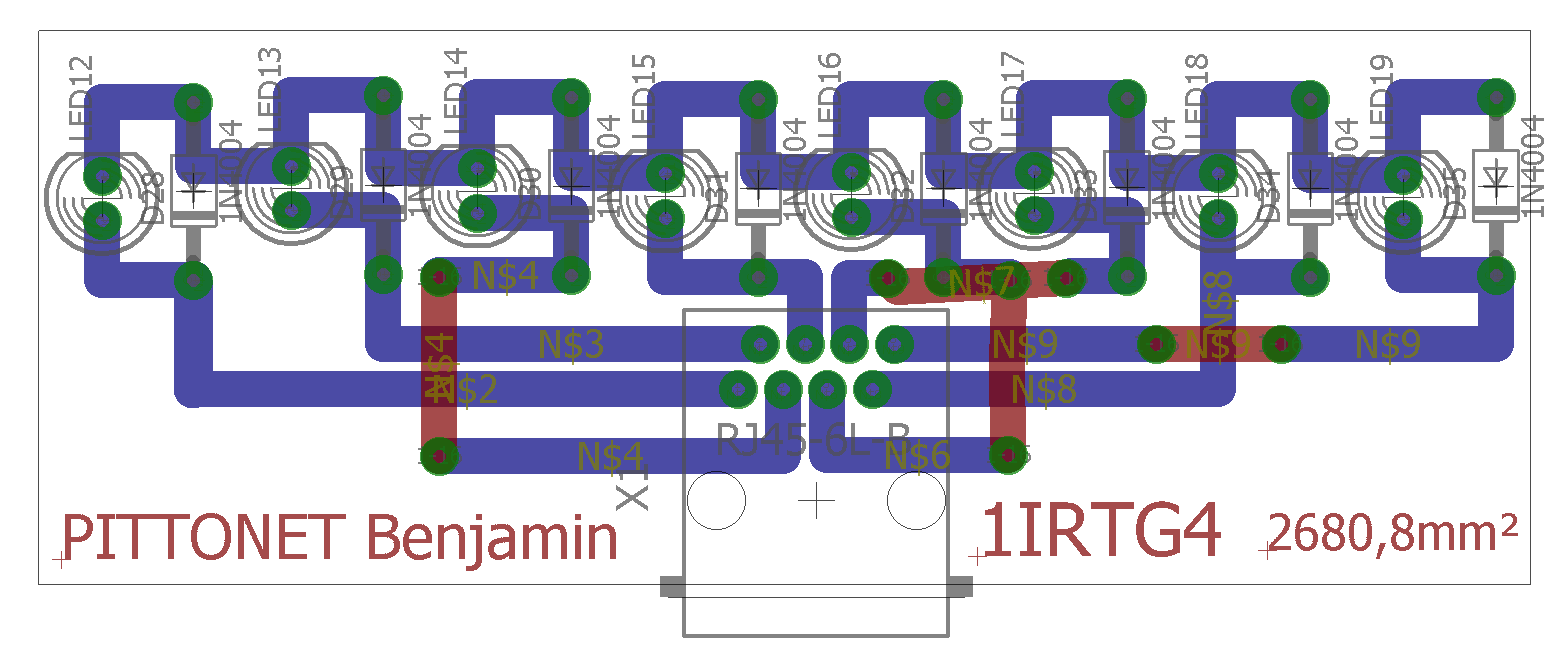 LED12
LED13
LED14
LED15
LED16
LED17
LED18
LED19
D28
1N4004
D29
1N4004
D30
1N4004
D31
1N4004
D32
1N4004
D33
1N4004
D34
1N4004
D35
1N4004
N$4
N$7
N$8
N$4
N$3
N$9
N$9
N$9
N$2
N$8
RJ45-6L-B
N$4
N$6
X1
PITTONET Benjamin
1IRTG4
2680,8mm²